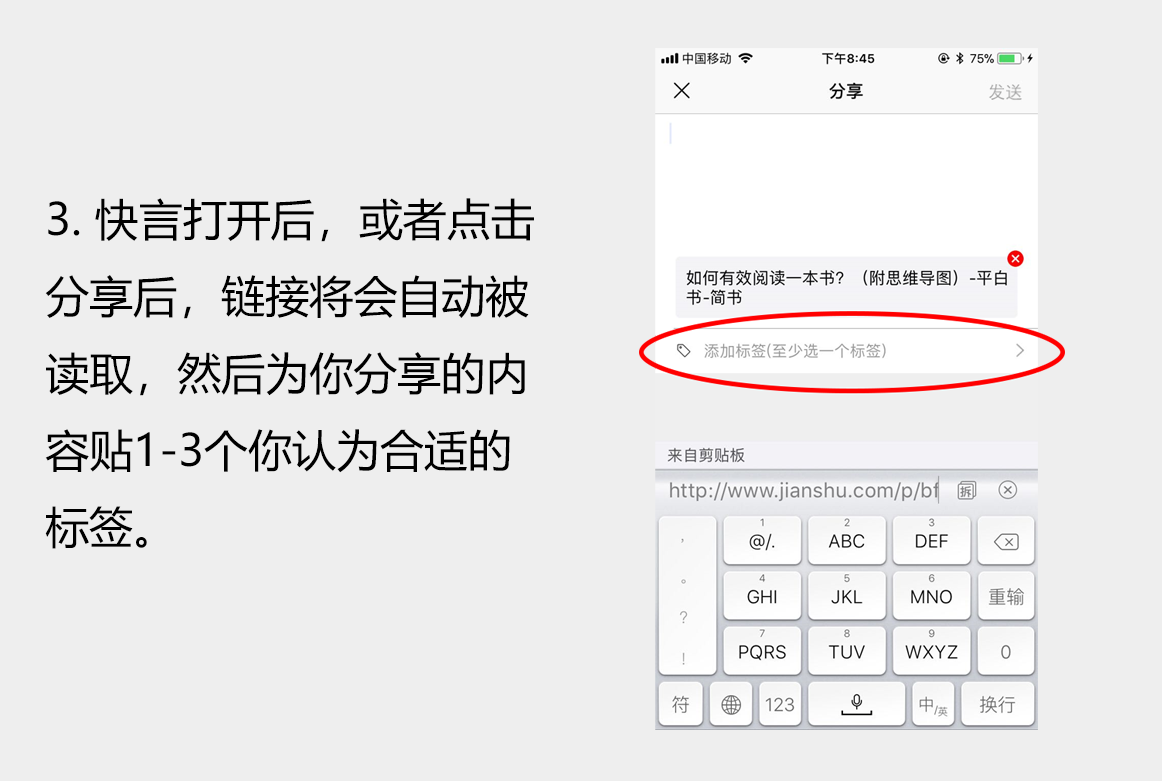 3. 快言打开后，或者点击
分享后，链接将会自动被
读取，然后为你分享的内
容贴1-3个你认为合适的
标签。
中国移动 下午8:45 75%
分享 发送
如何有效阅读一本书？（附思维导图）-平白
书-简书
添加标签(至少选一个标签)
来自剪贴板
http://www.jianshu.com/p/bf 拆
， 1 @/. 2 ABC 3 DEF
。 4 GHI 5 JKL 6 MNO 重输
? 7 PQRS 8 TUV 9 WXYZ 0
!
符 123 中/英 换行